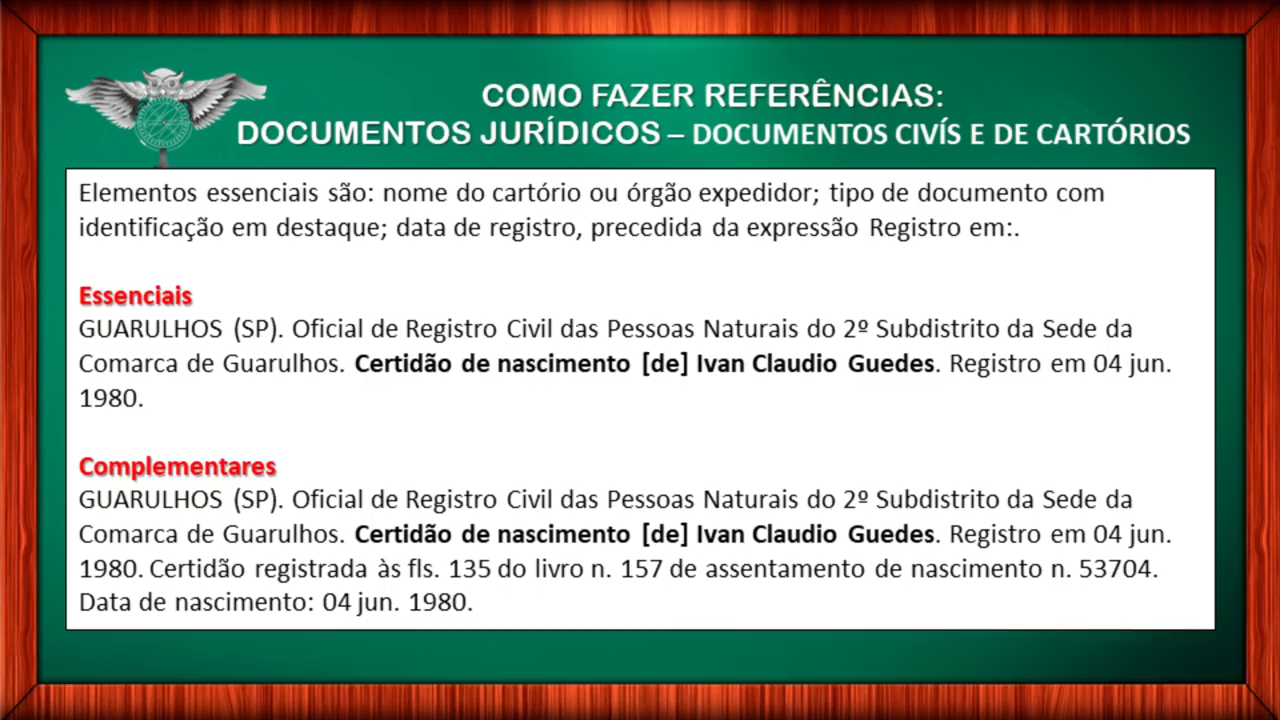 COMO FAZER REFERÊNCIAS:
DOCUMENTOS JURÍDICOS – DOCUMENTOS CIVÍS E DE CARTÓRIOS
Elementos essenciais são: nome do cartório ou órgão expedidor; tipo de documento com
identificação em destaque; data de registro, precedida da expressão Registro em:.
Essenciais
GUARULHOS (SP). Oficial de Registro Civil das Pessoas Naturais do 2º Subdistrito da Sede da
Comarca de Guarulhos. Certidão de nascimento [de] Ivan Claudio Guedes. Registro em 04 jun.
1980.
Complementares
GUARULHOS (SP). Oficial de Registro Civil das Pessoas Naturais do 2º Subdistrito da Sede da
Comarca de Guarulhos. Certidão de nascimento [de] Ivan Claudio Guedes. Registro em 04 jun.
1980. Certidão registrada às fls. 135 do livro n. 157 de assentamento de nascimento n. 53704.
Data de nascimento: 04 jun. 1980.